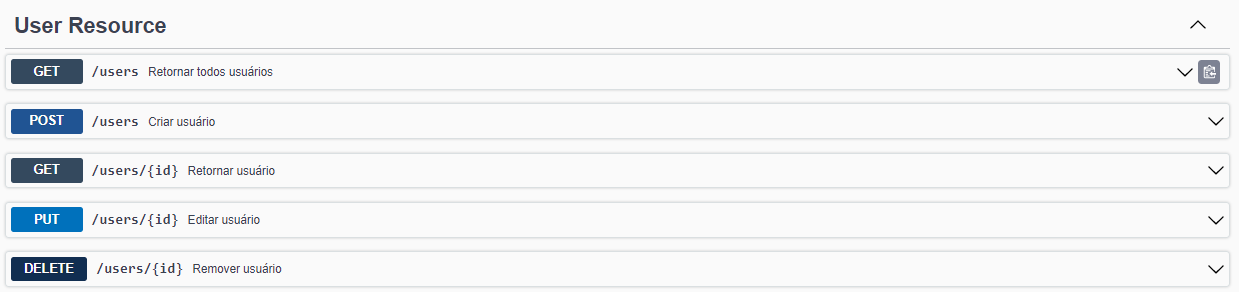 User Resource
GET /users Retornar todos usuários
POST /users Criar usuário
GET /users/{id} Retornar usuário
PUT /users/{id} Editar usuário
DELETE /users/{id} Remover usuário